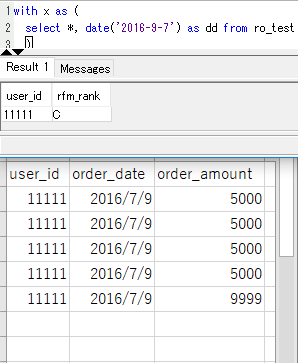 1 with x as (
2 select *, date('2016-9-7') as dd from ro_test
3 )
Result 1 Messages
user_id rfm_rank
11111 C
user_id order_date order_amount
11111 2016/7/9 5000
11111 2016/7/9 5000
11111 2016/7/9 5000
11111 2016/7/9 5000
11111 2016/7/9 9999